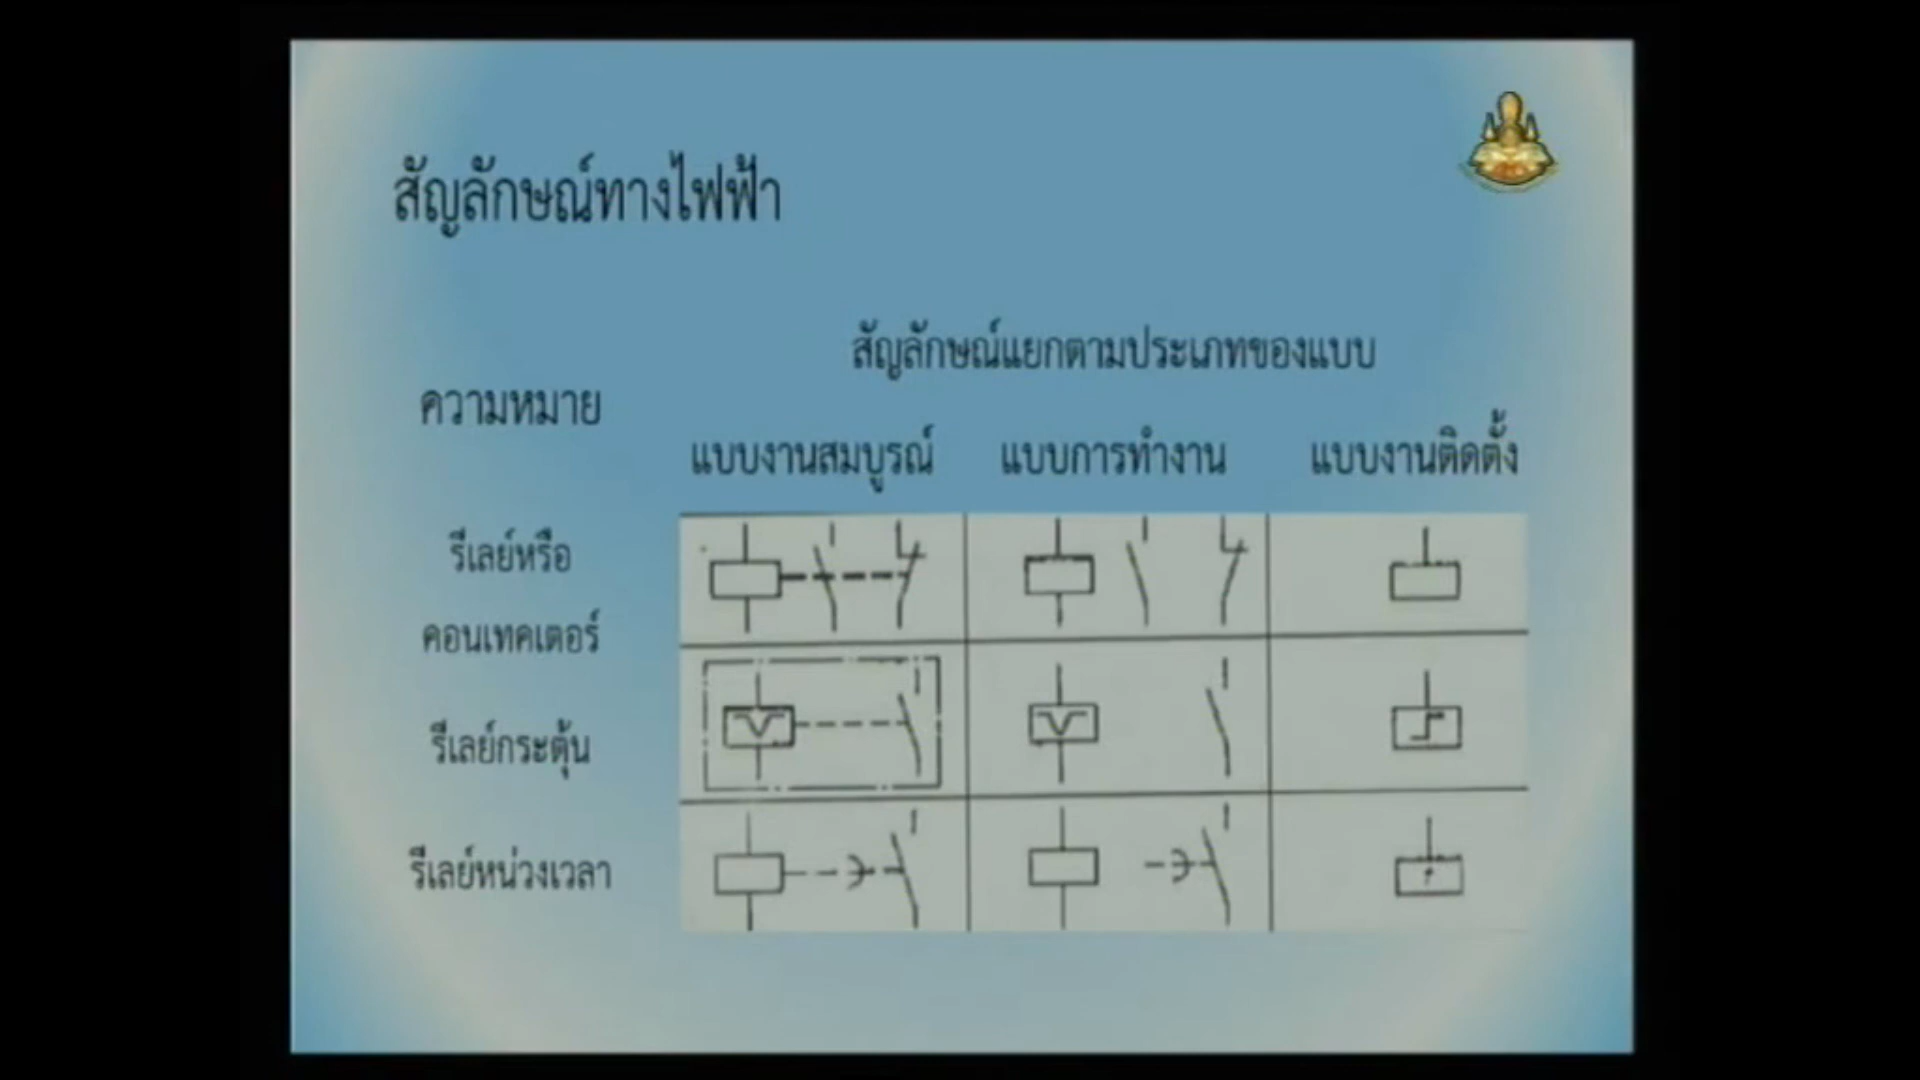 สัญลักษณ์ทางไฟฟ้า
สัญลักษณ์แยกตามประเภทของแบบ
ความหมาย
แบบงานสมบูรณ์ แบบการทำงาน แบบงานติดตั้ง
รีเลย์หรือ
คอนเทคเตอร์
รีเลย์กระตุ้น
รีเลย์หน่วงเวลา